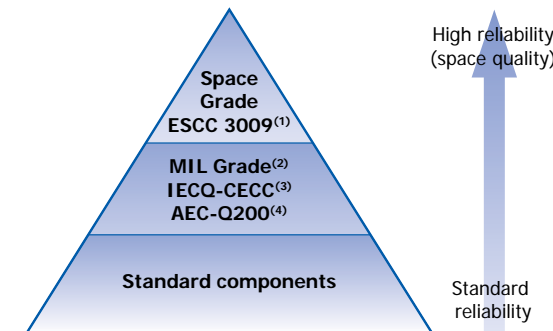 Space
Grade
ESCC 3009(1)
MIL Grade(2)
IECQ-CECC(3)
AEC-Q200(4)
Standard components
High reliability
(space quality)
Standard
reliability